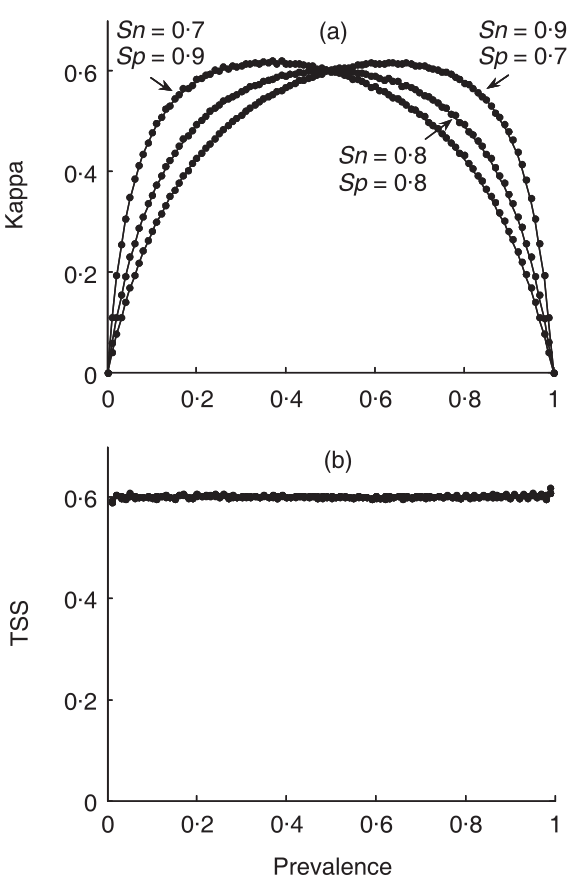 Sn = 0·7
Sp = 0·9
(a)
Sn = 0·9
Sp = 0·7
Sn = 0·8
Sp = 0·8
Kappa
0·6
0·4
0·2
0
0 0·2 0·4 0·6 0·8 1
(b)
TSS
0·6
0·4
0·2
0
0 0·2 0·4 0·6 0·8 1
Prevalence